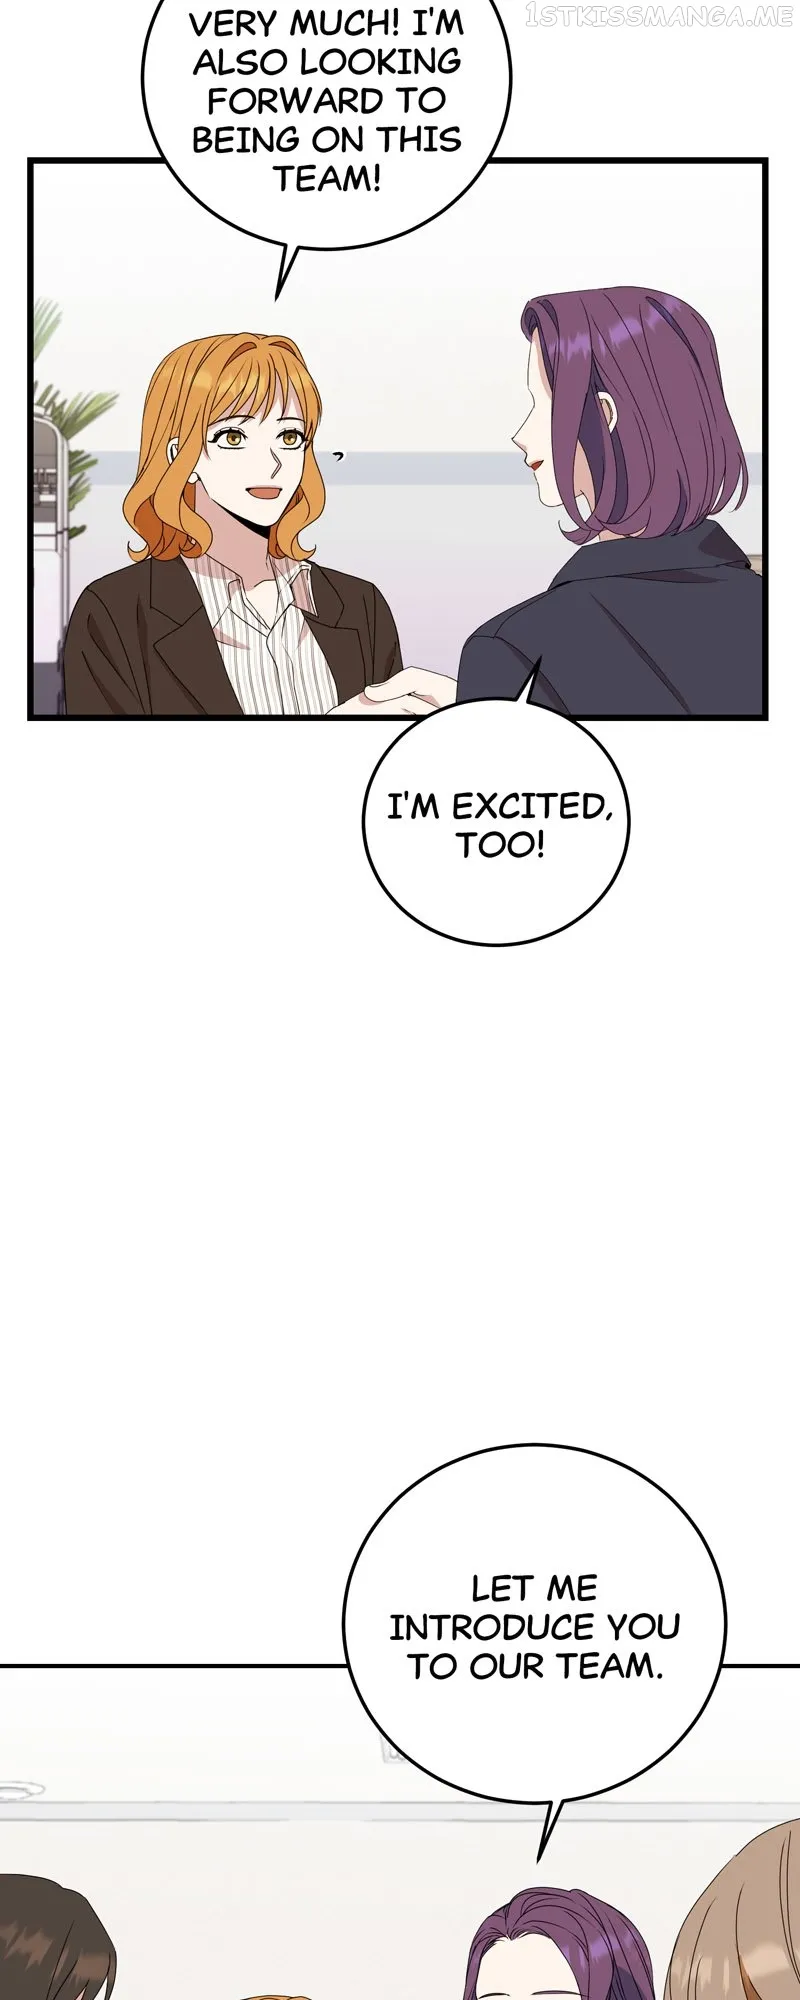 1STKISSMANGA.ME
VERY MUCH! I'M
ALSO LOOKING
FORWARD TO
BEING ON THIS
TEAM!
I'M EXCITED,
TOO!
LET ME
INTRODUCE YOU
TO OUR TEAM.